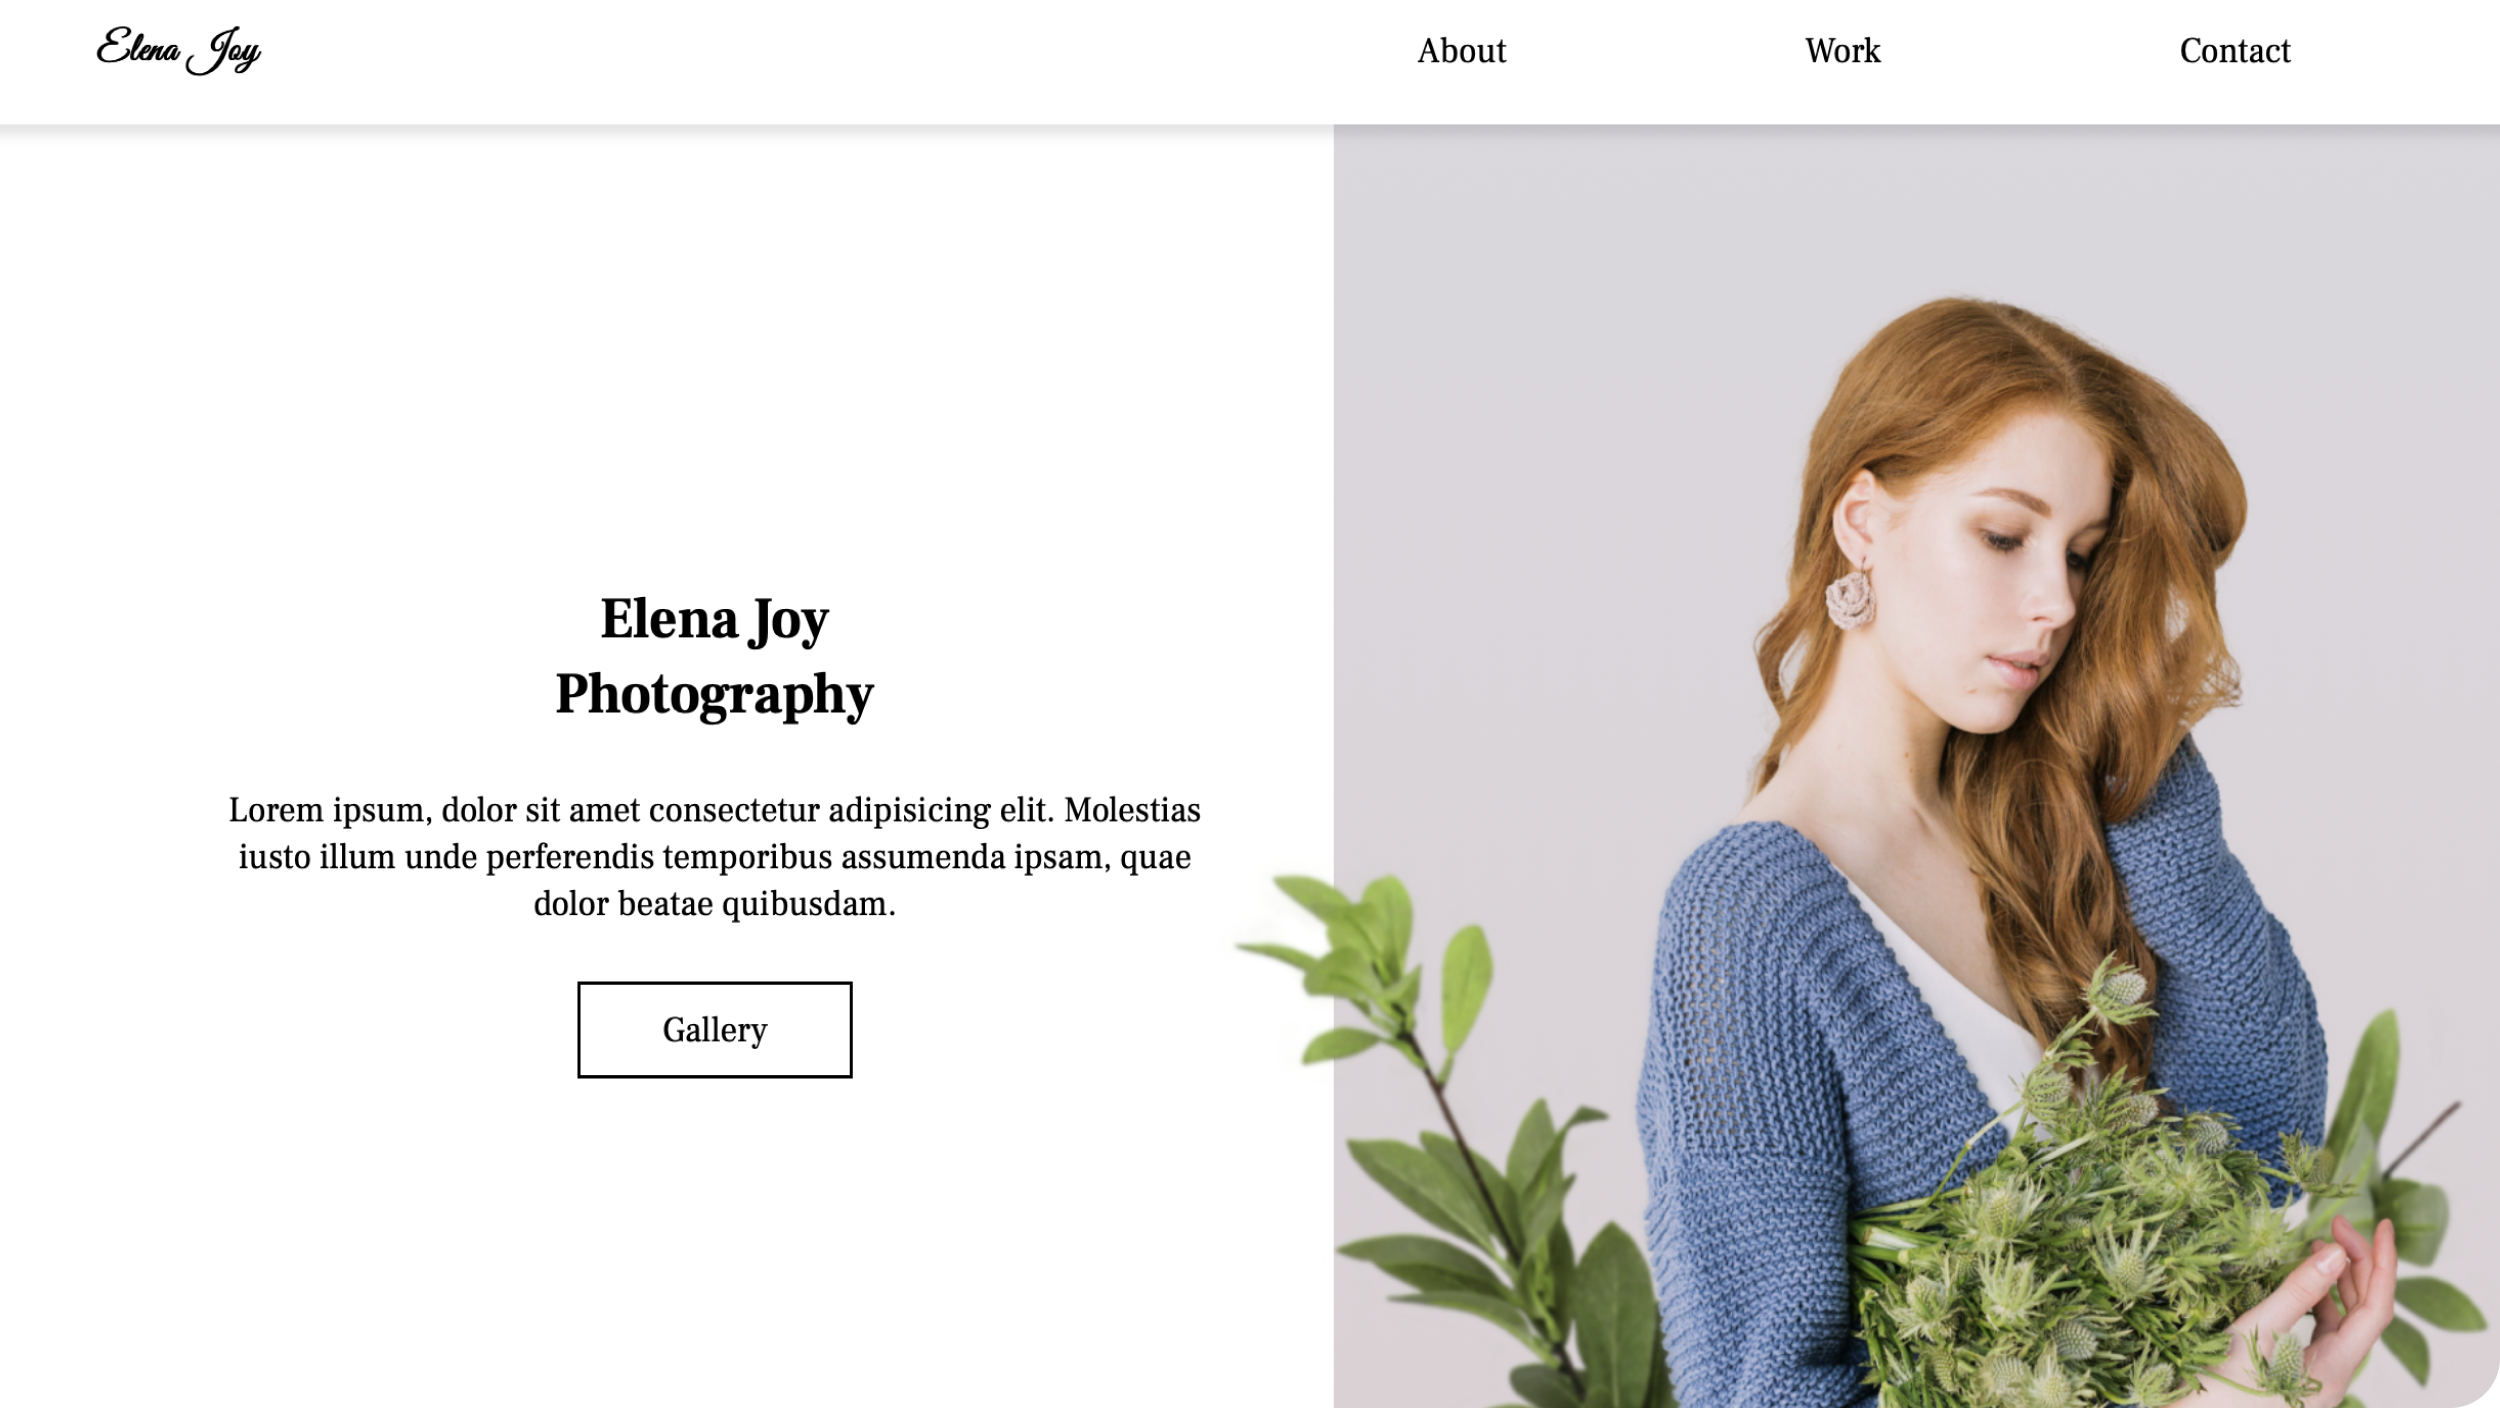 Elena Joy
About
Work
Contact
Elena Joy
Photography
Lorem ipsum, dolor sit amet consectetur adipisicing elit. Molestias
iusto illum unde perferendis temporibus assumenda ipsam, quae
dolor beatae quibusdam.
Gallery